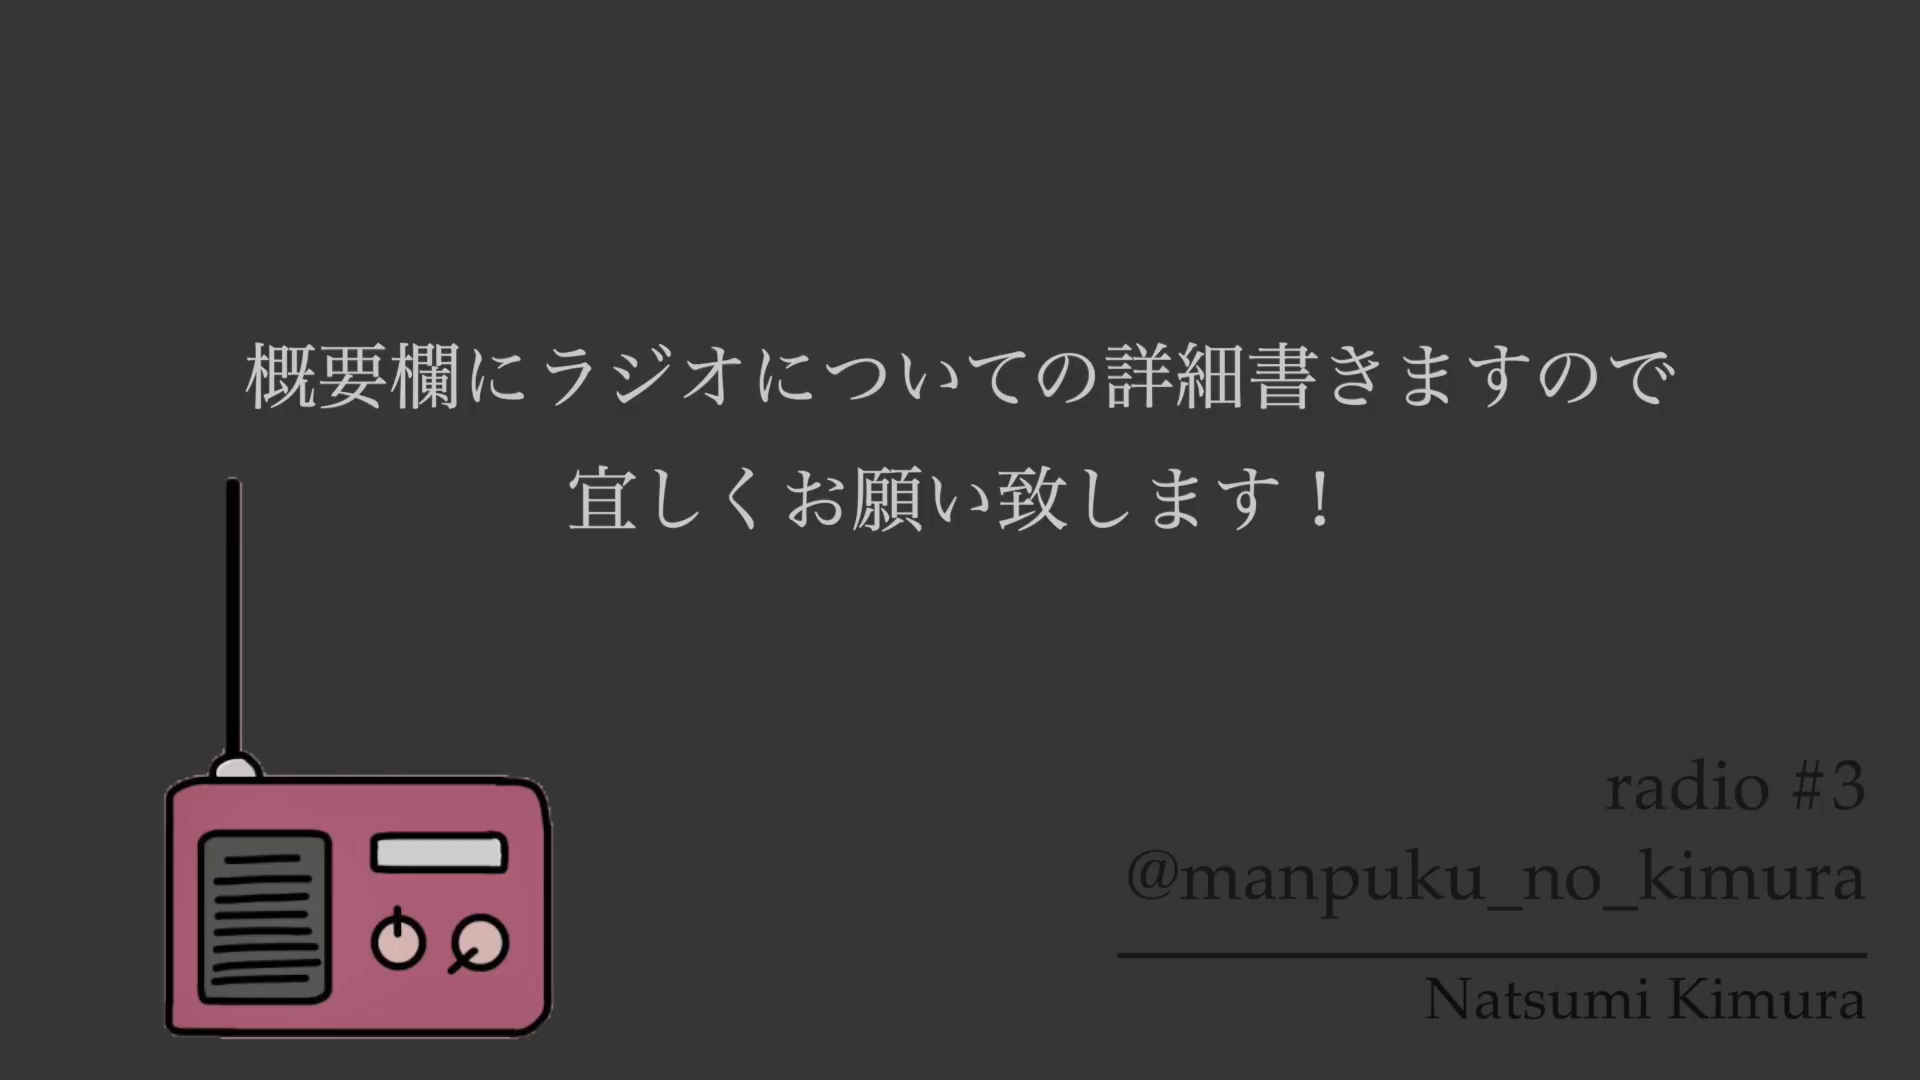 概要欄にラジオについての詳細書きますので
宜しくお願い致します！
radio #3
@manpuku_no_kimura
Natsumi Kimura